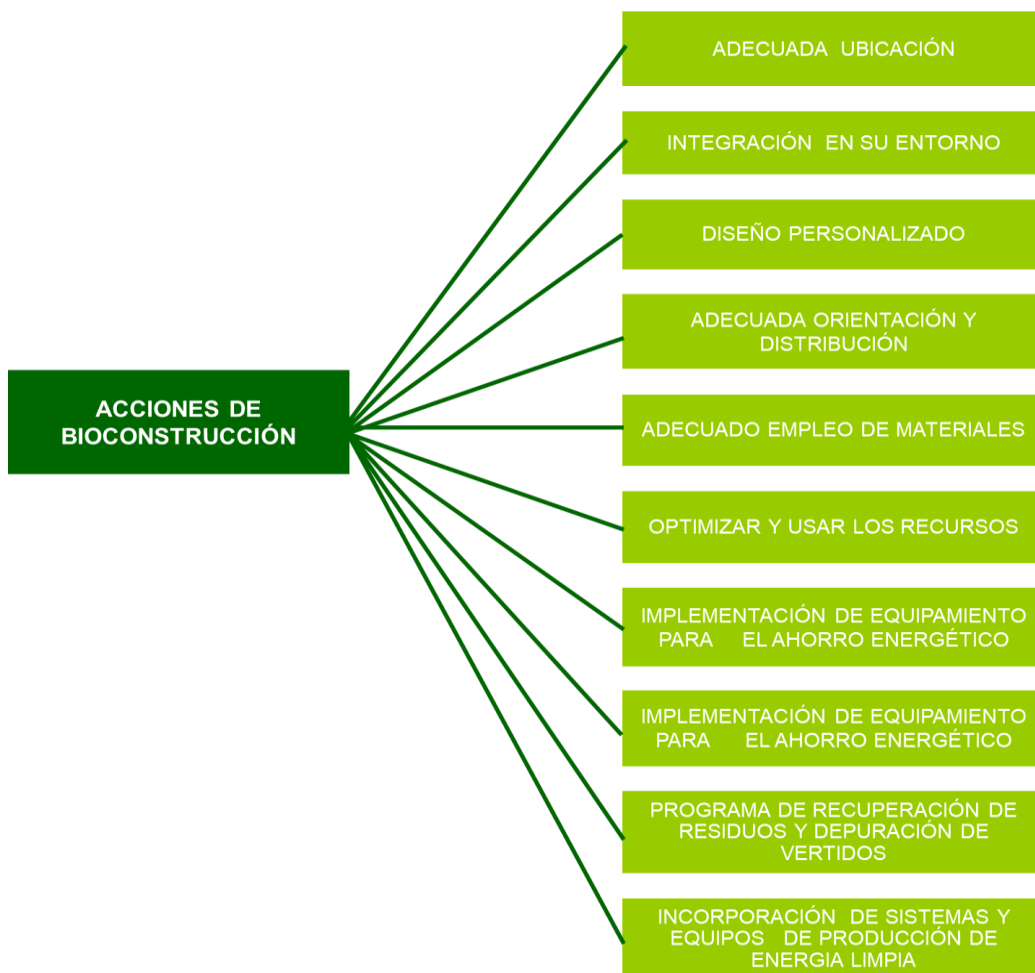 ADECUADA UBICACIÓN
INTEGRACIÓN EN SU ENTORNO
DISEÑO PERSONALIZADO
ADECUADA ORIENTACIÓN Y
DISTRIBUCIÓN
ACCIONES DE
BIOCONSTRUCCIÓN
ADECUADO EMPLEO DE MATERIALES
OPTIMIZAR Y USAR LOS RECURSOS
IMPLEMENTACIÓN DE EQUIPAMIENTO
PARA EL AHORRO ENERGÉTICO
IMPLEMENTACIÓN DE EQUIPAMIENTO
PARA EL AHORRO ENERGÉTICO
PROGRAMA DE RECUPERACIÓN DE
RESIDUOS Y DEPURACIÓN DE
VERTIDOS
INCORPORACIÓN DE SISTEMAS Y
EQUIPOS DE PRODUCCIÓN DE
ENERGIA LIMPIA